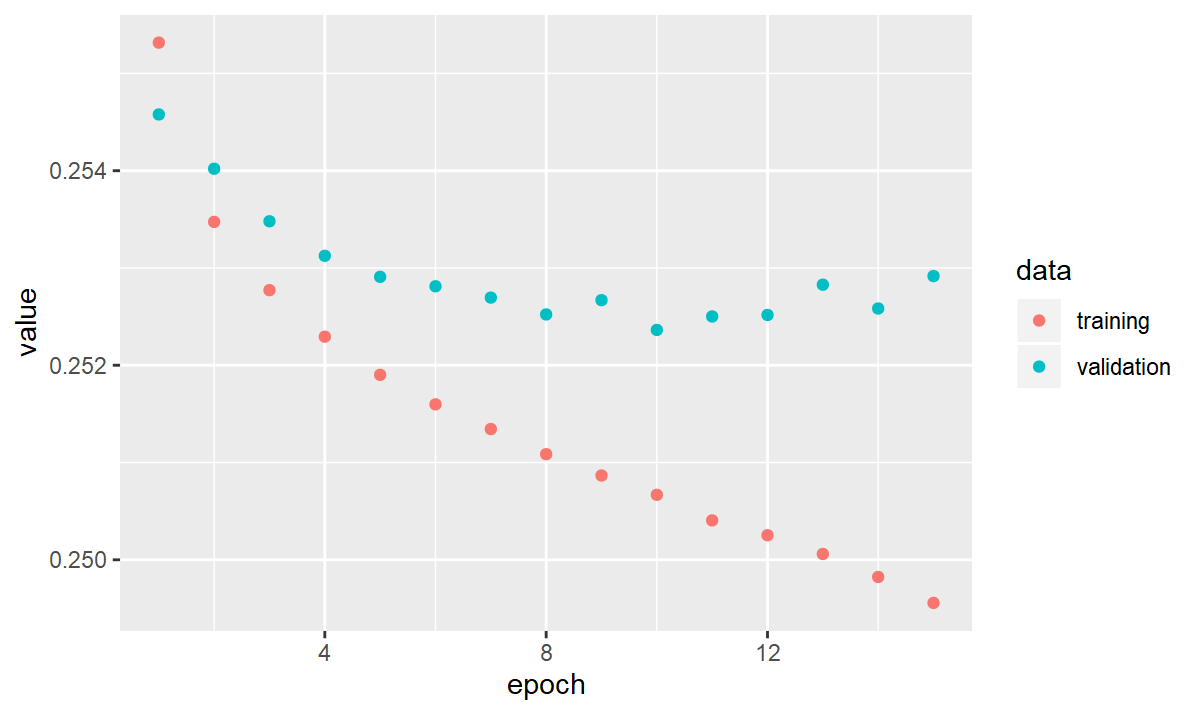 value
0.254
0.252
0.250
4 8 12
epoch
data
training
validation